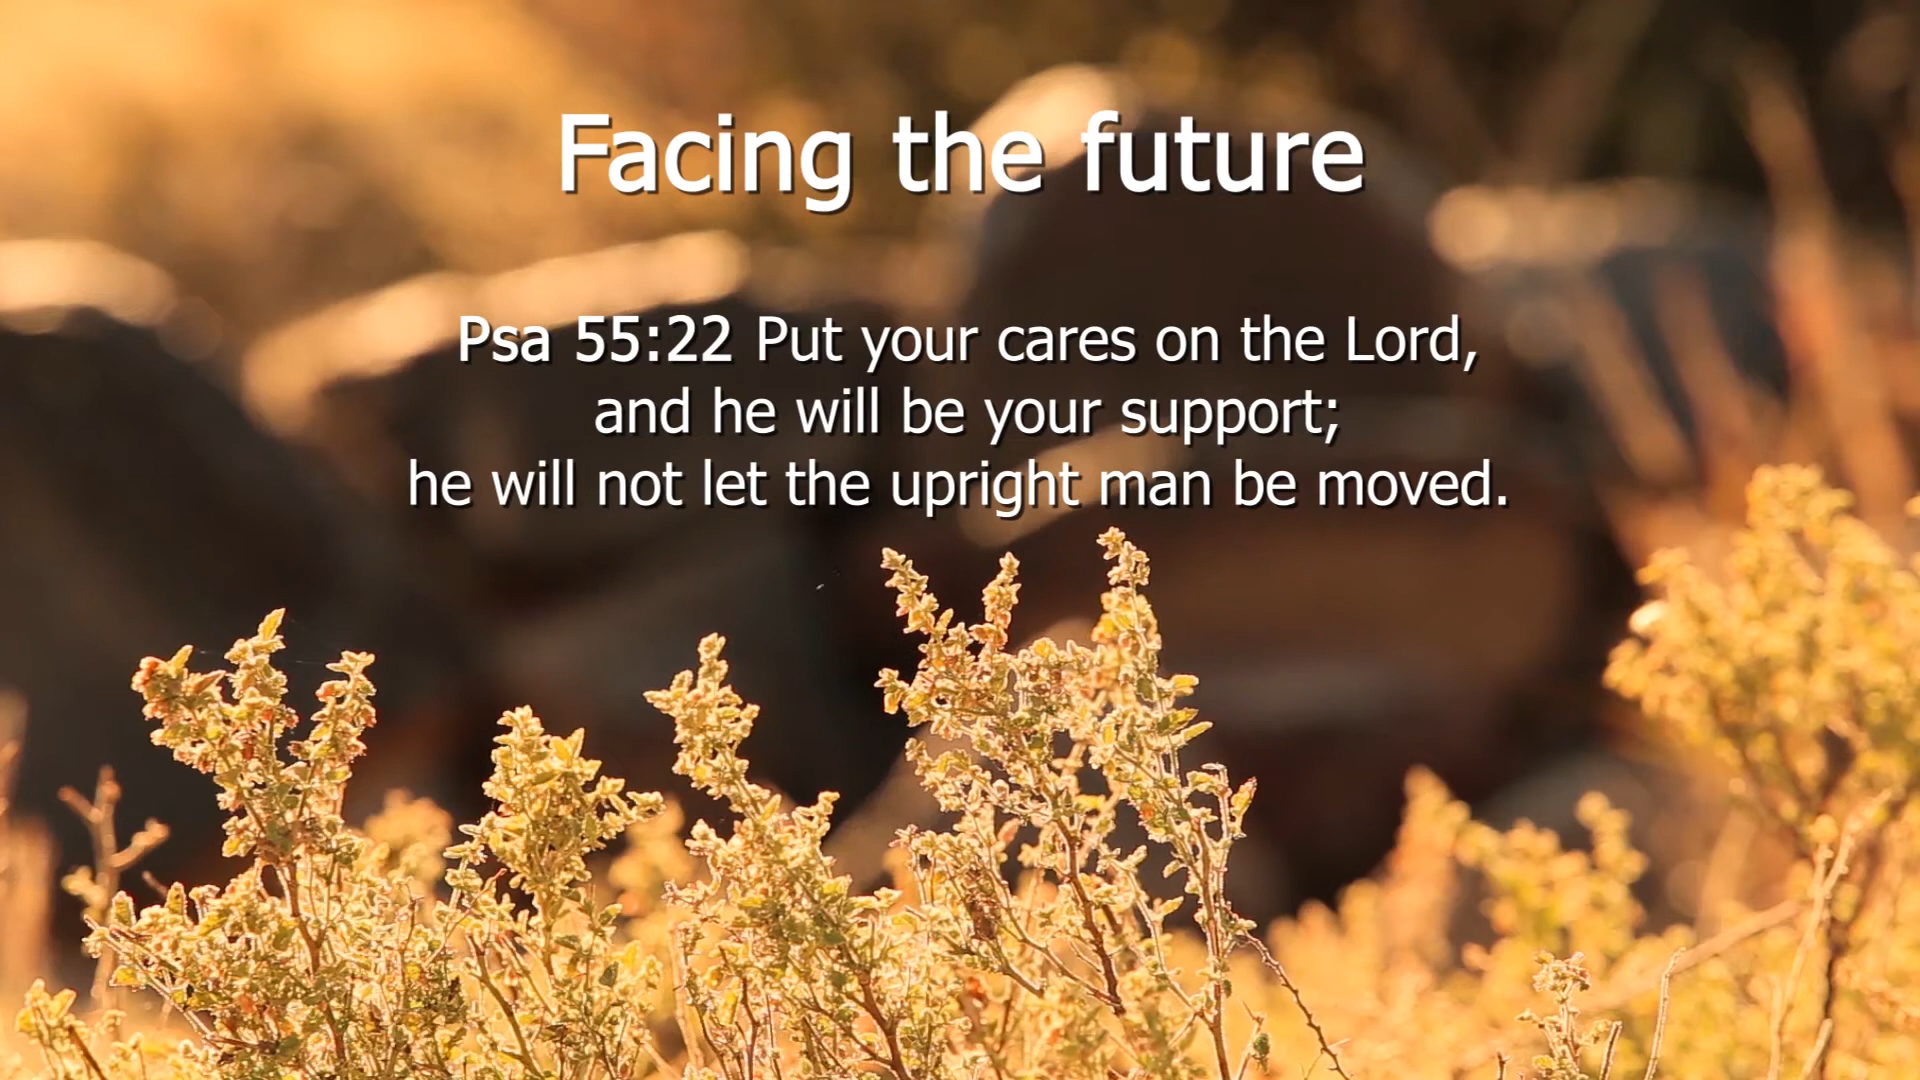 Facing the future
Psa 55:22 Put your cares on the Lord,
and he will be your support;
he will not let the upright man be moved.